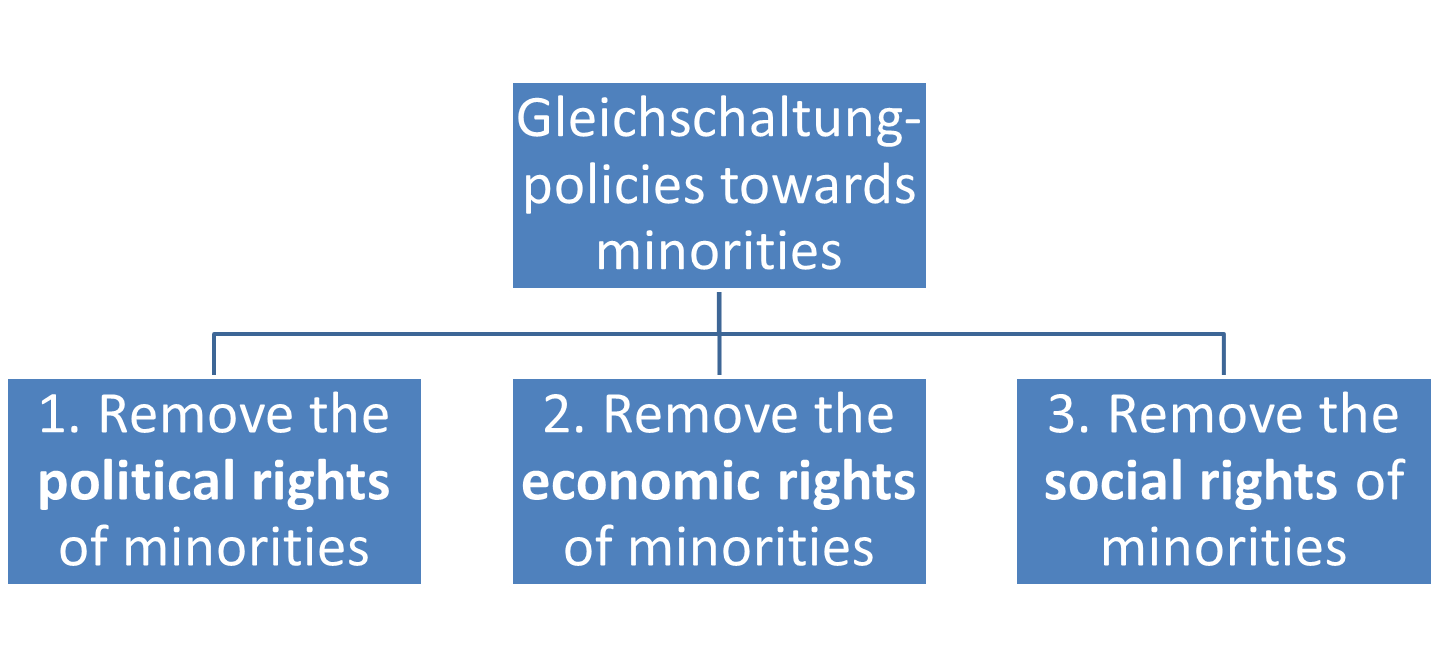 Gleichschaltung-
policies towards
minorities
1. Remove the
political rights
of minorities
2. Remove the
economic rights
of minorities
3. Remove the
social rights of
minorities